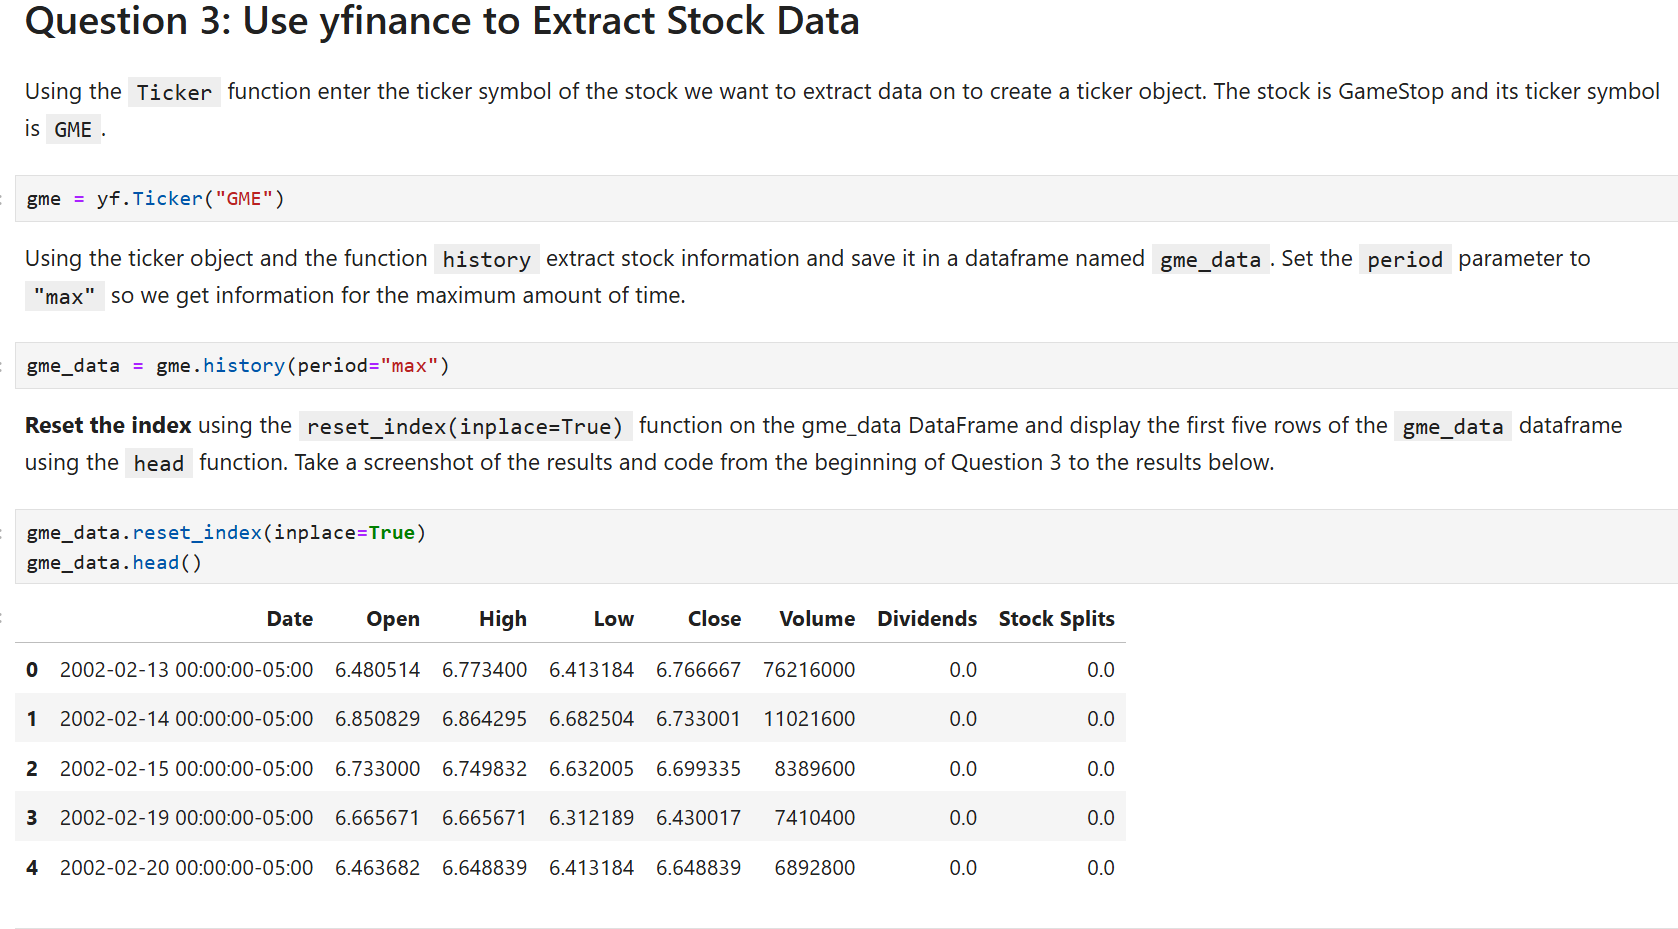 Question 3: Use yfinance to Extract Stock Data
Using the Ticker function enter the ticker symbol of the stock we want to extract data on to create a ticker object. The stock is GameStop and its ticker symbol
is GME .
gme = yf.Ticker("GME")
Using the ticker object and the function history extract stock information and save it in a dataframe named gme_data . Set the period parameter to
"max" so we get information for the maximum amount of time.
gme_data = gme.history(period="max")
Reset the index using the reset_index(inplace=True) function on the gme_data DataFrame and display the first five rows of the gme_data dataframe
using the head function. Take a screenshot of the results and code from the beginning of Question 3 to the results below.
gme_data.reset_index(inplace=True)
gme_data.head()
Date Open High Low Close Volume Dividends Stock Splits
0 2002-02-13 00:00:00-05:00 6.480514 6.773400 6.413184 6.766667 76216000 0.0 0.0
1 2002-02-14 00:00:00-05:00 6.850829 6.864295 6.682504 6.733001 11021600 0.0 0.0
2 2002-02-15 00:00:00-05:00 6.733000 6.749832 6.632005 6.699335 8389600 0.0 0.0
3 2002-02-19 00:00:00-05:00 6.665671 6.665671 6.312189 6.430017 7410400 0.0 0.0
4 2002-02-20 00:00:00-05:00 6.463682 6.648839 6.413184 6.648839 6892800 0.0 0.0